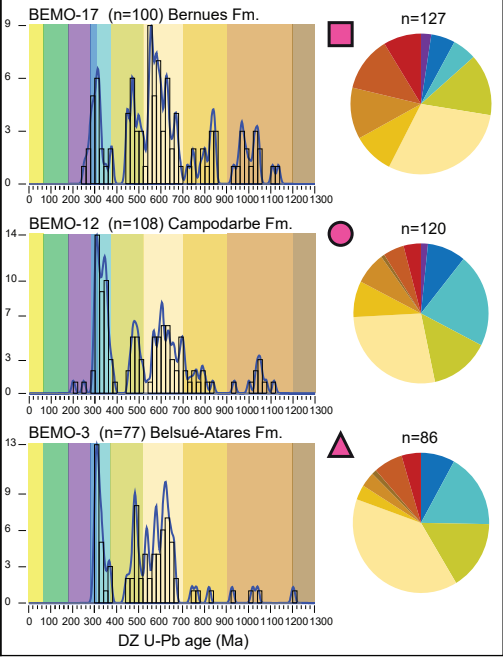 BEMO-17 (n=100) Bernues Fm.
n=127
9
6
3
0
0 100 200 300 400 500 600 700 800 900 1000 1100 1200 1300
BEMO-12 (n=108) Campodarbe Fm.
n=120
14
10
7
3
0
0 100 200 300 400 500 600 700 800 900 1000 1100 1200 1300
BEMO-3 (n=77) Belsué-Atares Fm.
n=86
13
9
6
3
0
0 100 200 300 400 500 600 700 800 900 1000 1100 1200 1300
DZ U-Pb age (Ma)